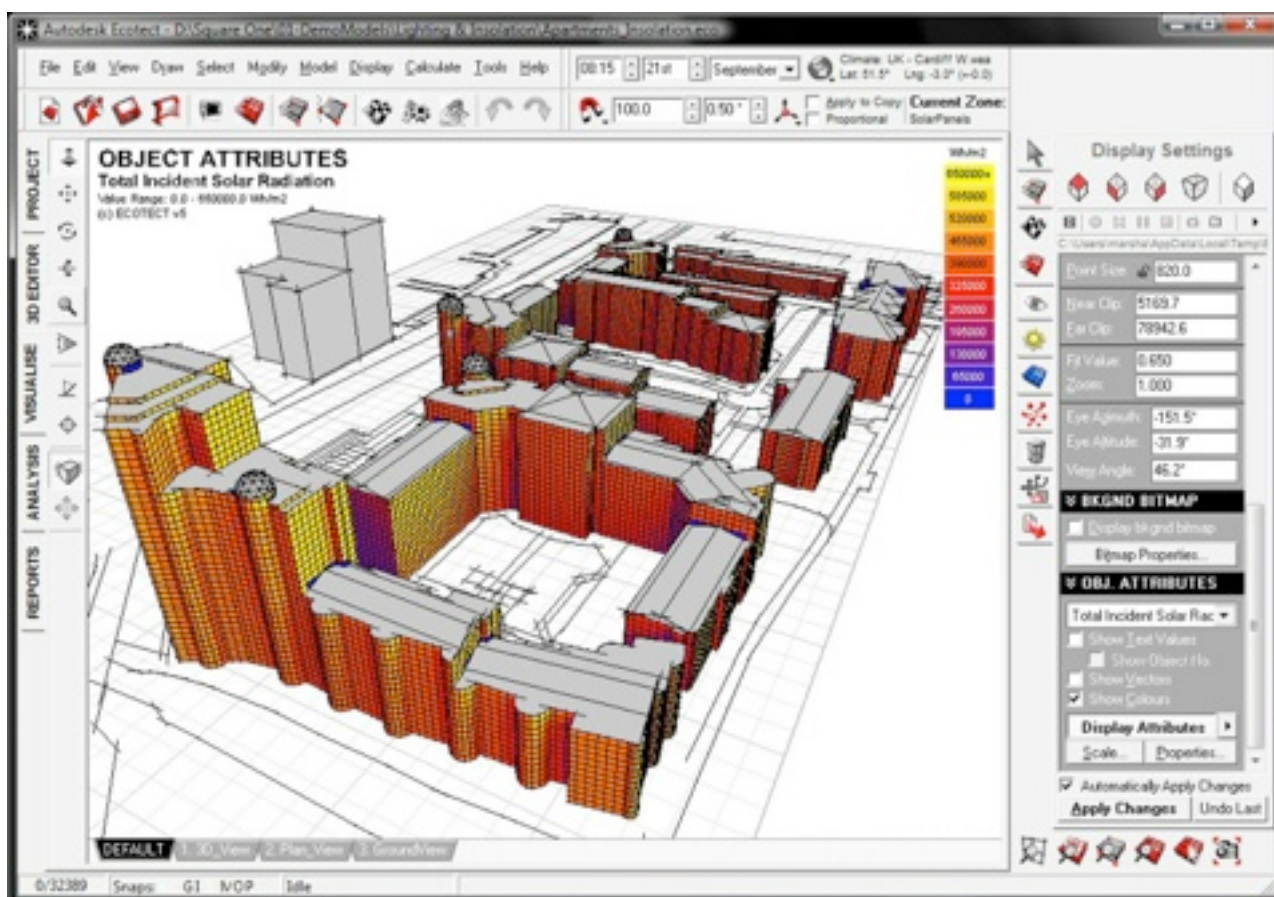 Autodesk Ecotect - D:\Square One\01 DemoModels\Lighting & Insolation\Apartments_Insolation.eco
File Edit View Draw Select Modify Model Display Calculate Tools Help
08:15 21st September
Climate: UK - Cardiff W.wea
Lat: 51.5° Lng: -3.0° (+0.0)
100.0 0.50 °
Apply to Copy
Proportional
Current Zone:
SolarPanels
PROJECT
3D EDITOR
VISUALISE
ANALYSIS
REPORTS
OBJECT ATTRIBUTES
Total Incident Solar Radiation
Value Range: 0.0 - 650000.0 Wh/m2
(c) ECOTECT v5
Wh/m2
650000+
585000
520000
455000
390000
325000
260000
195000
130000
65000
0
Display Settings
Point Size: 820.0
Near Clip: 5169.7
Far Clip: 78942.6
Fit Value: 0.650
Zoom: 1.000
Eye Azimuth: -151.5°
Eye Altitude: -31.9°
View Angle: 46.2°
BKGND BITMAP
Display bkgnd bitmap
Bitmap Properties...
OBJ. ATTRIBUTES
Total Incident Solar Rac
Show Text Values
Show Object Hix
Show Vectors
Show Colours
Display Attributes
Scale... Properties...
Automatically Apply Changes
Apply Changes Undo Last
DEFAULT 1. 3D_View 2. Plan_View 3. GroundView
0/32389 Snaps: GI MOP Idle